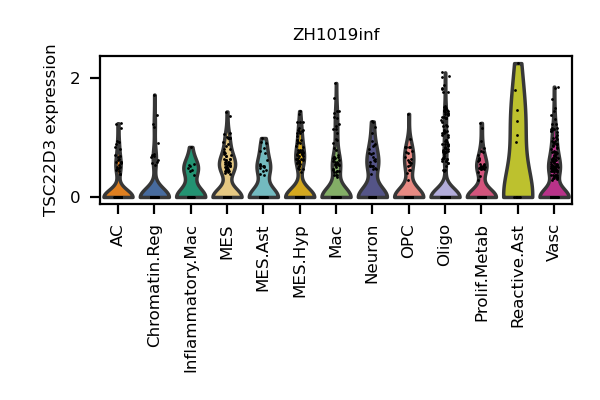 ZH1019inf
TSC22D3 expression
2
0
AC
Chromatin.Reg
Inflammatory.Mac
MES
MES.Ast
MES.Hyp
Mac
Neuron
OPC
Oligo
Prolif.Metab
Reactive.Ast
Vasc